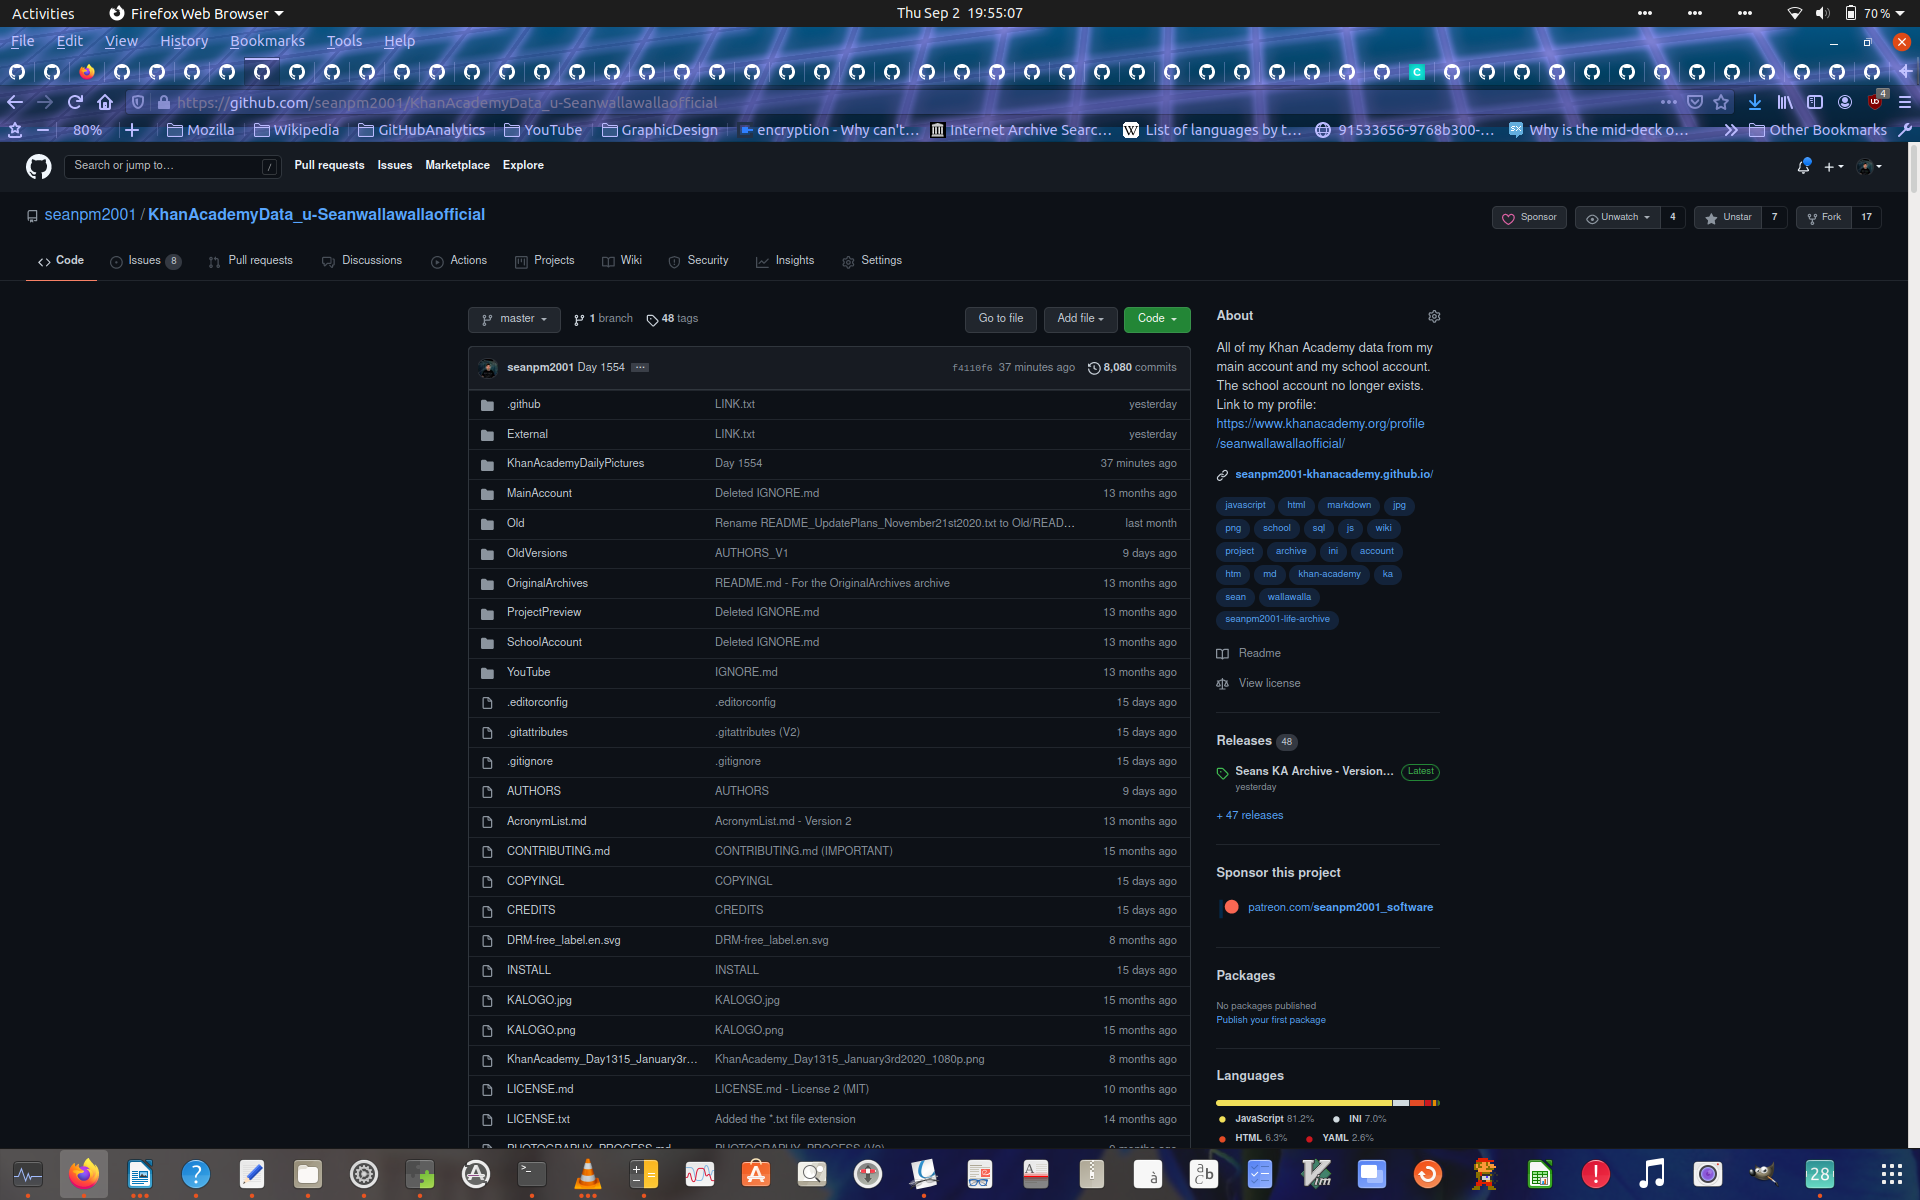 Activities Firefox Web Browser Thu Sep 2 19:55:07 70 %
File Edit View History Bookmarks Tools Help
https://github.com/seanpm2001/KhanAcademyData_u-Seanwallawallaofficial 4
80% Mozilla Wikipedia GitHubAnalytics YouTube GraphicDesign encryption - Why can't… Internet Archive Searc… List of languages by t… 91533656-9768b300-… Why is the mid-deck o… Other Bookmarks
Search or jump to… / Pull requests Issues Marketplace Explore
seanpm2001 / KhanAcademyData_u-Seanwallawallaofficial Sponsor Unwatch 4 Unstar 7 Fork 17
Code Issues 8 Pull requests Discussions Actions Projects Wiki Security Insights Settings
master 1 branch 48 tags Go to file Add file Code
seanpm2001 Day 1554 … f4110f6 37 minutes ago 8,080 commits
.github LINK.txt yesterday
External LINK.txt yesterday
KhanAcademyDailyPictures Day 1554 37 minutes ago
MainAccount Deleted IGNORE.md 13 months ago
Old Rename README_UpdatePlans_November21st2020.txt to Old/READ… last month
OldVersions AUTHORS_V1 9 days ago
OriginalArchives README.md - For the OriginalArchives archive 13 months ago
ProjectPreview Deleted IGNORE.md 13 months ago
SchoolAccount Deleted IGNORE.md 13 months ago
YouTube IGNORE.md 13 months ago
.editorconfig .editorconfig 15 days ago
.gitattributes .gitattributes (V2) 15 days ago
.gitignore .gitignore 15 days ago
AUTHORS AUTHORS 9 days ago
AcronymList.md AcronymList.md - Version 2 13 months ago
CONTRIBUTING.md CONTRIBUTING.md (IMPORTANT) 15 months ago
COPYINGL COPYINGL 15 days ago
CREDITS CREDITS 15 days ago
DRM-free_label.en.svg DRM-free_label.en.svg 8 months ago
INSTALL INSTALL 15 days ago
KALOGO.jpg KALOGO.jpg 15 months ago
KALOGO.png KALOGO.png 15 months ago
KhanAcademy_Day1315_January3r… KhanAcademy_Day1315_January3rd2020_1080p.png 8 months ago
LICENSE.md LICENSE.md - License 2 (MIT) 10 months ago
LICENSE.txt Added the *.txt file extension 14 months ago
About
All of my Khan Academy data from my
main account and my school account.
The school account no longer exists.
Link to my profile:
https://www.khanacademy.org/profile
/seanwallawallaofficial/
seanpm2001-khanacademy.github.io/
javascript html markdown jpg
png school sql js wiki
project archive ini account
htm md khan-academy ka
sean wallawalla
seanpm2001-life-archive
Readme
View license
Releases 48
Seans KA Archive - Version… Latest
yesterday
+ 47 releases
Sponsor this project
patreon.com/seanpm2001_software
Packages
No packages published
Publish your first package
Languages
JavaScript 81.2% INI 7.0%
HTML 6.3% YAML 2.6%
28